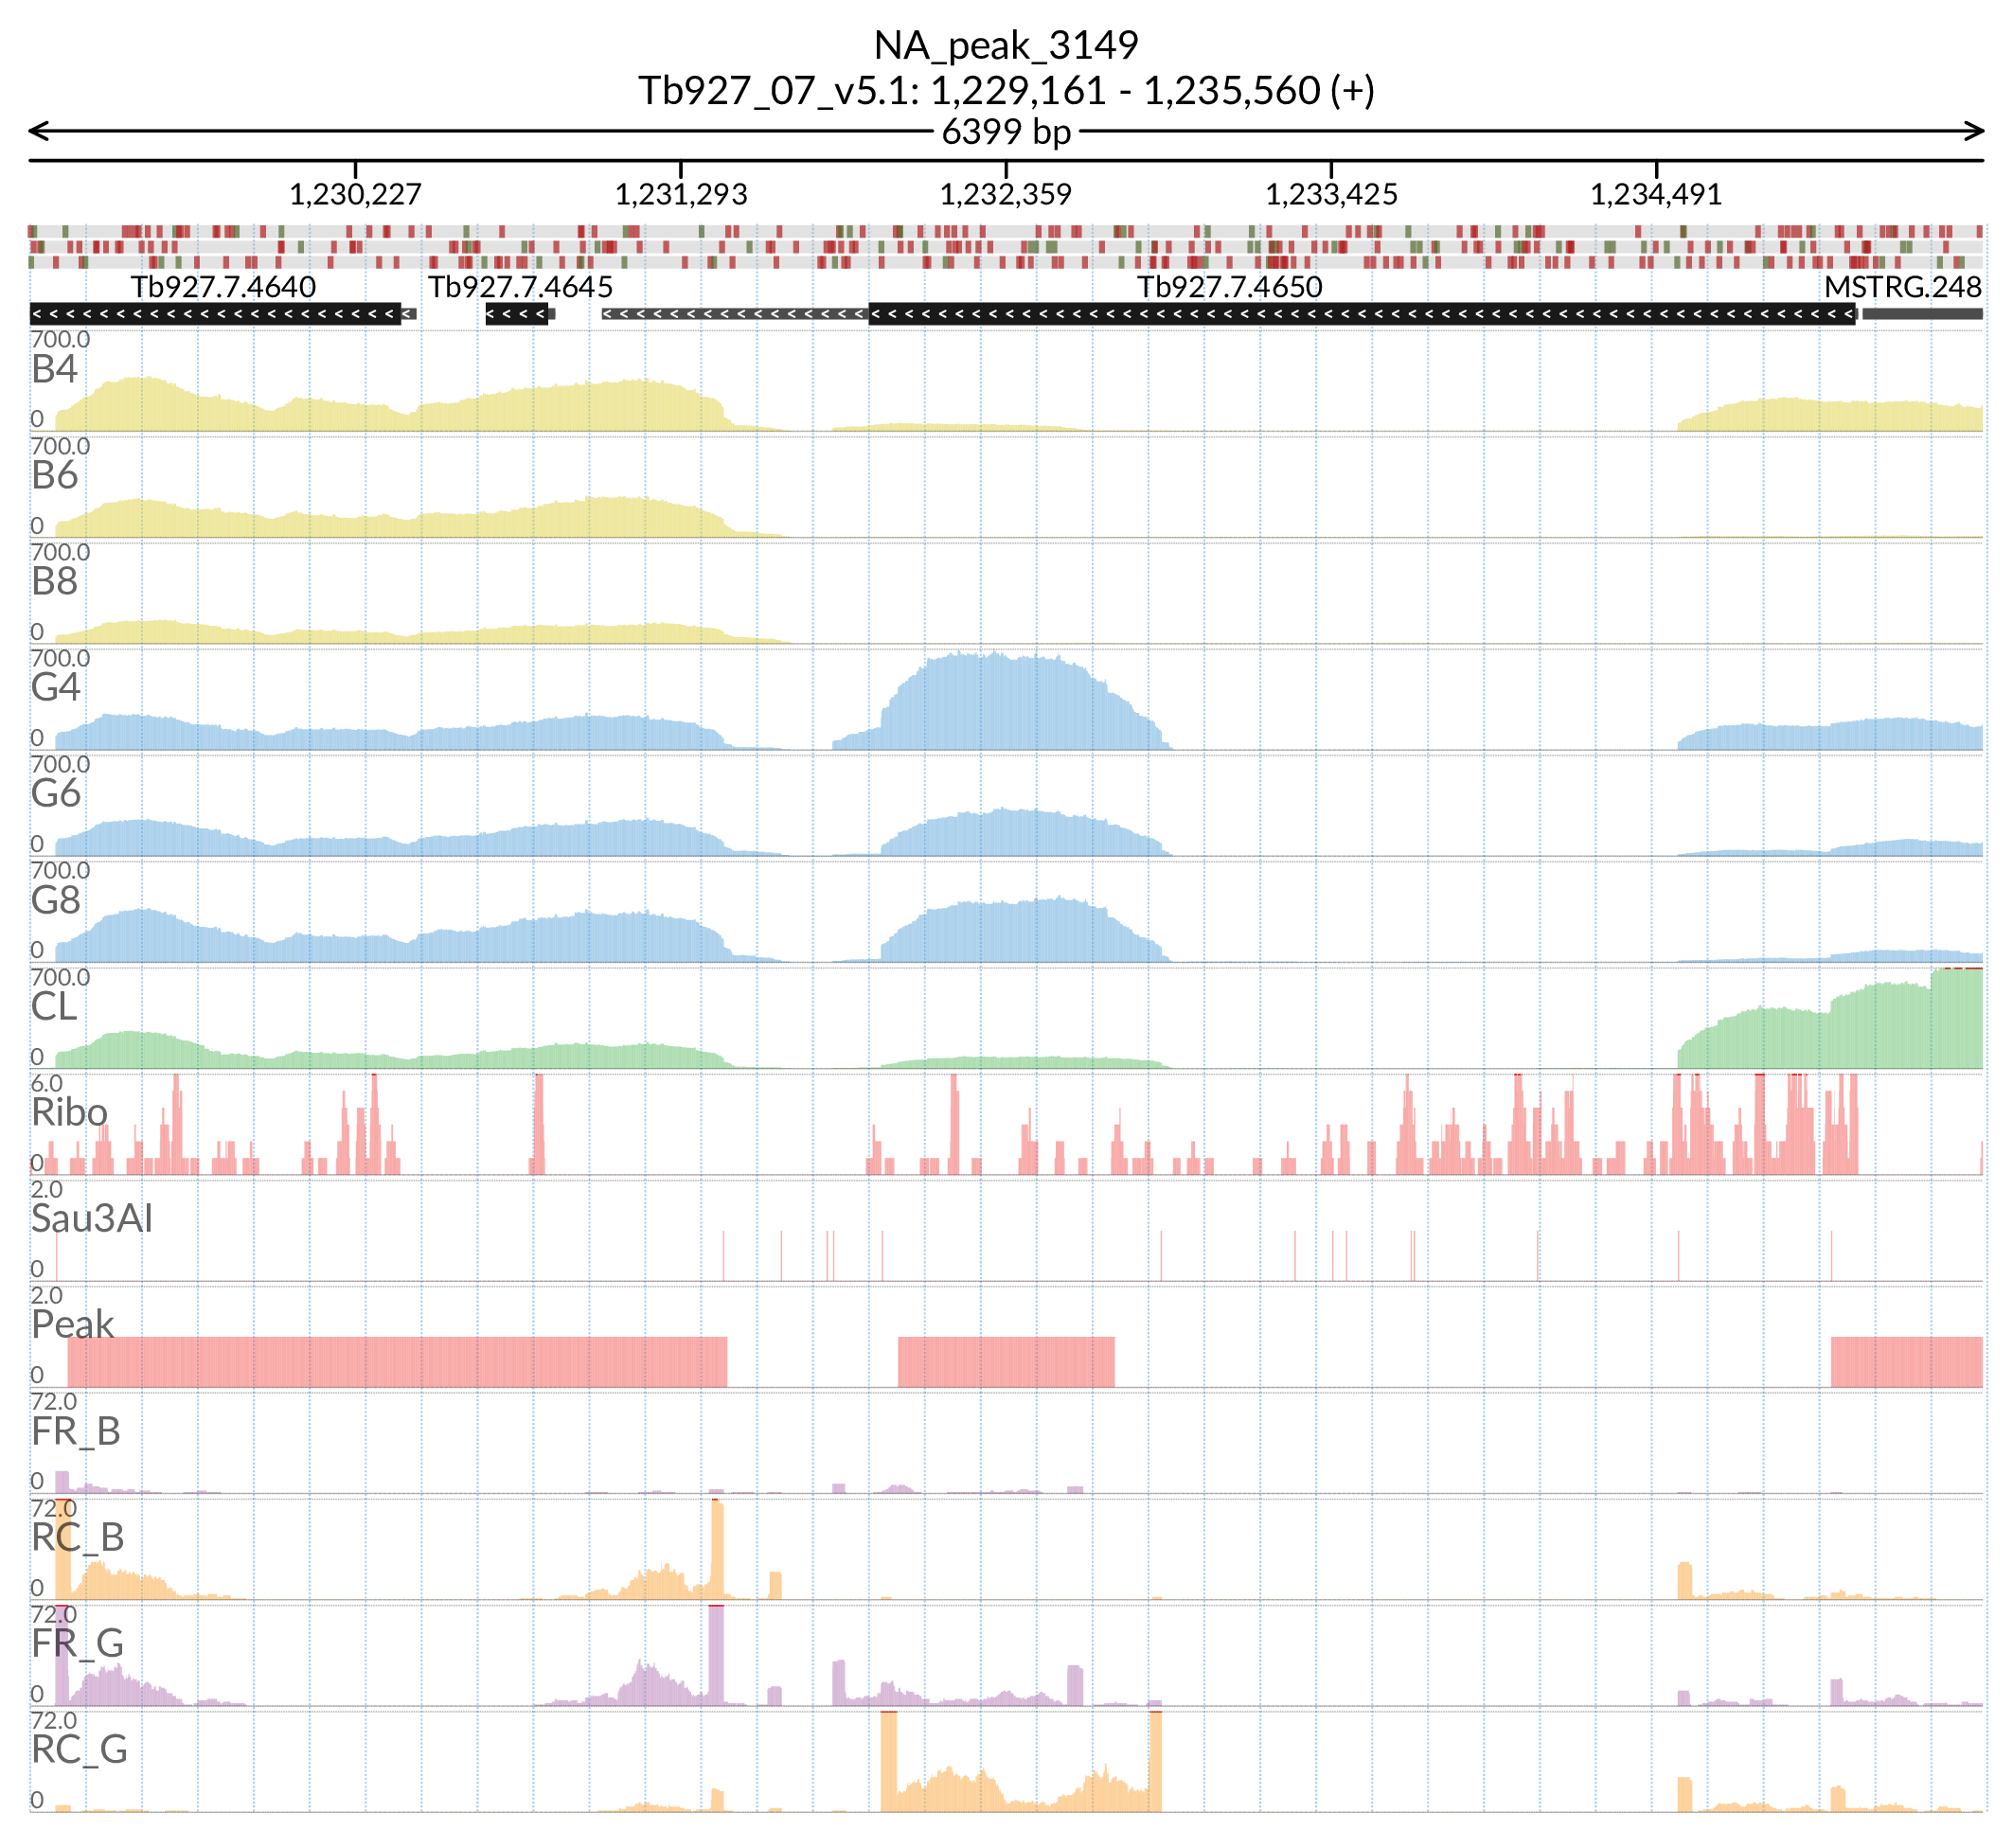 NA_peak_3149
Tb927_07_v5.1: 1,229,161 - 1,235,560 (+)
6399 bp
1,230,227 1,231,293 1,232,359 1,233,425 1,234,491
Tb927.7.4640 Tb927.7.4645 Tb927.7.4650 MSTRG.248
700.0
B4
0
700.0
B6
0
700.0
B8
0
700.0
G4
0
700.0
G6
0
700.0
G8
0
700.0
CL
0
6.0
Ribo
0
2.0
Sau3AI
0
2.0
Peak
0
72.0
FR_B
0
72.0
RC_B
0
72.0
FR_G
0
72.0
RC_G
0